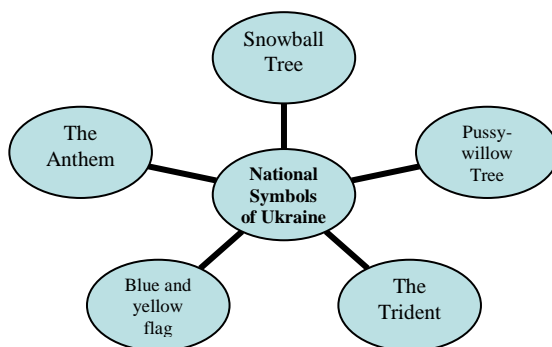 Snowball
Tree
The
Anthem
Pussy-
willow
Tree
National
Symbols
of Ukraine
Blue and
yellow
flag
The
Trident